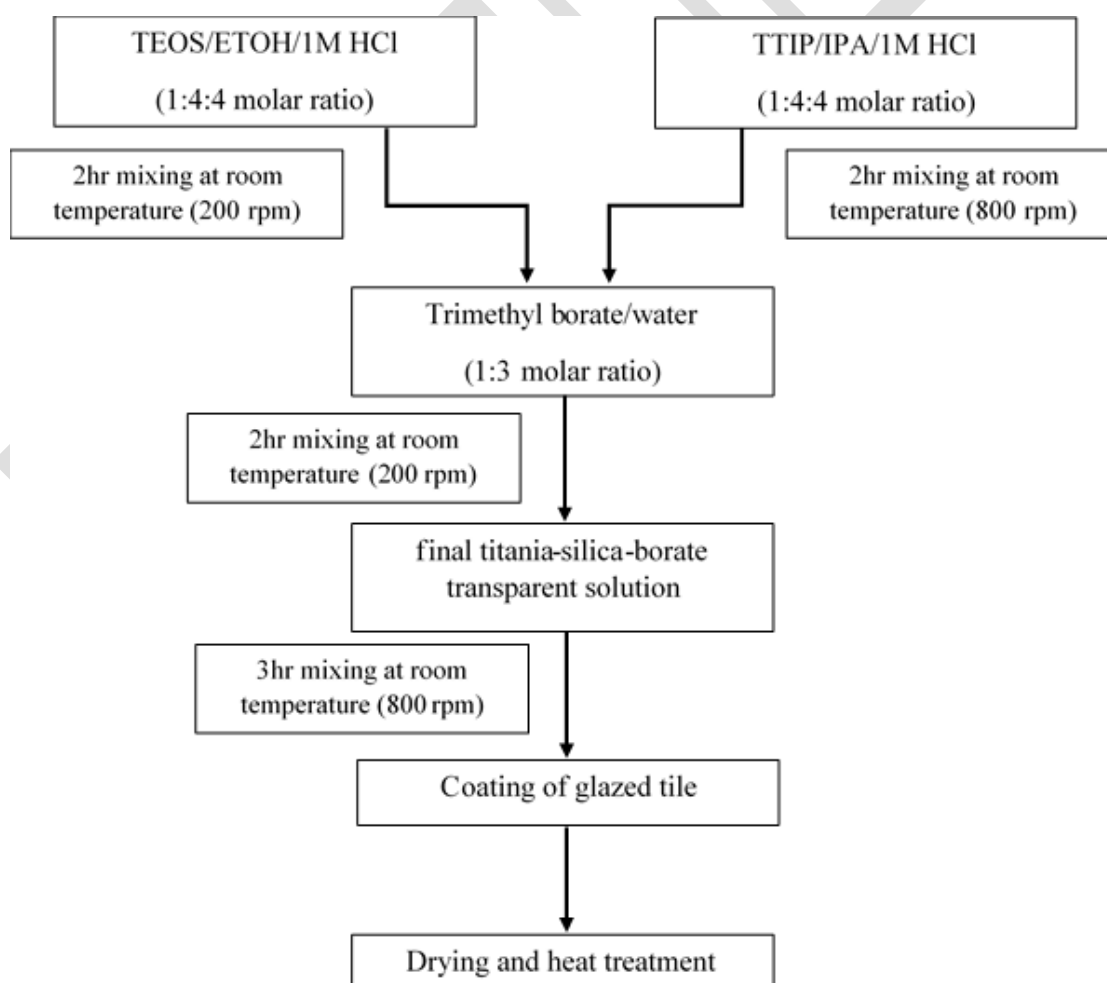 TEOS/ETOH/1M HCl
(1:4:4 molar ratio)
TTIP/IPA/1M HCl
(1:4:4 molar ratio)
2hr mixing at room
temperature (200 rpm)
2hr mixing at room
temperature (800 rpm)
Trimethyl borate/water
(1:3 molar ratio)
2hr mixing at room
temperature (200 rpm)
final titania-silica-borate
transparent solution
3hr mixing at room
temperature (800 rpm)
Coating of glazed tile
Drying and heat treatment